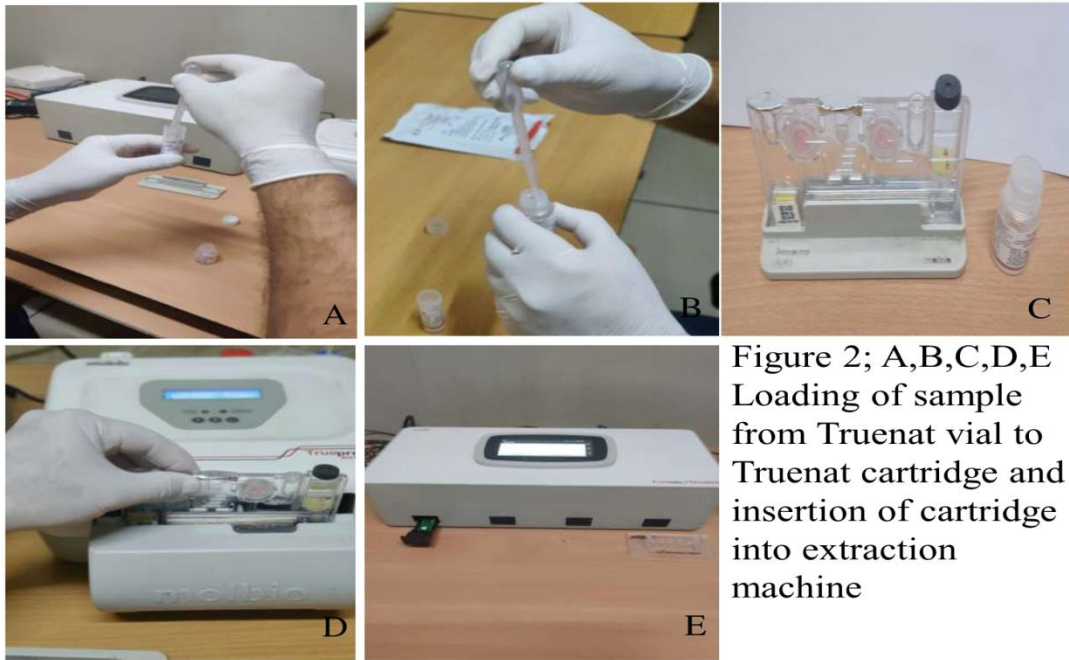 A
B
C
D
E
molbio
Figure 2; A,B,C,D,E
Loading of sample
from Truenat vial to
Truenat cartridge and
insertion of cartridge
into extraction
machine